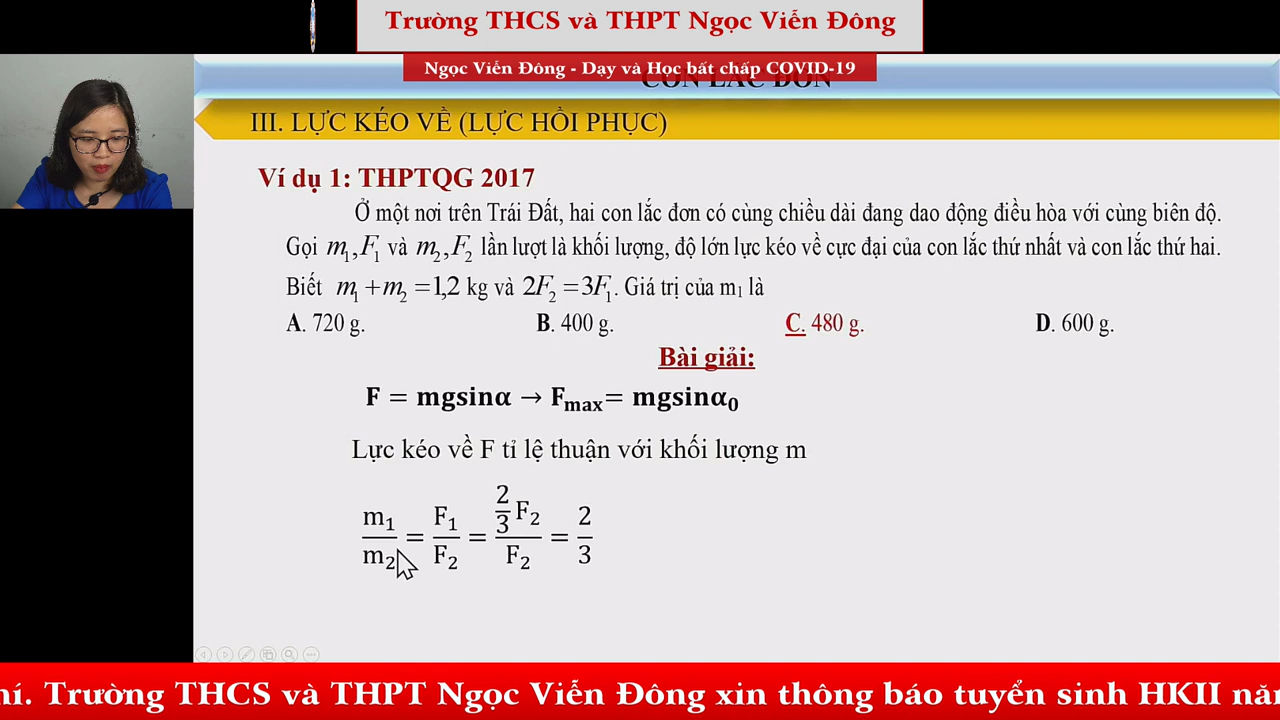 Trường THCS và THPT Ngọc Viễn Đông
Ngọc Viễn Đông - Dạy và Học bất chấp COVID-19
CON LẮC ĐƠN
III. LỰC KÉO VỀ (LỰC HỒI PHỤC)
Ví dụ 1: THPTQG 2017
Ở một nơi trên Trái Đất, hai con lắc đơn có cùng chiều dài đang dao động điều hòa với cùng biên độ.
Gọi m₁,F₁ và m₂,F₂ lần lượt là khối lượng, độ lớn lực kéo về cực đại của con lắc thứ nhất và con lắc thứ hai.
Biết m₁ + m₂ = 1,2 kg và 2F₂ = 3F₁. Giá trị của m₁ là
A. 720 g. B. 400 g. C. 480 g. D. 600 g.
Bài giải:
F = mgsinα → Fmax= mgsinα₀
Lực kéo về F tỉ lệ thuận với khối lượng m
m₁/m₂ = F₁/F₂ = (2/3 F₂)/F₂ = 2/3
í. Trường THCS và THPT Ngọc Viễn Đông xin thông báo tuyển sinh HKII năm